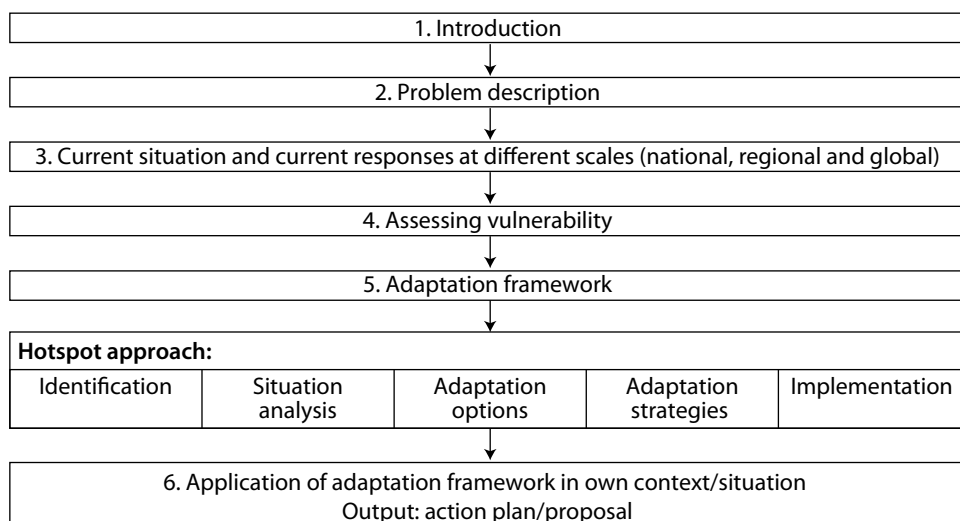 1. Introduction
2. Problem description
3. Current situation and current responses at different scales (national, regional and global)
4. Assessing vulnerability
5. Adaptation framework
Hotspot approach:
Identification
Situation
analysis
Adaptation
options
Adaptation
strategies
Implementation
6. Application of adaptation framework in own context/situation
Output: action plan/proposal